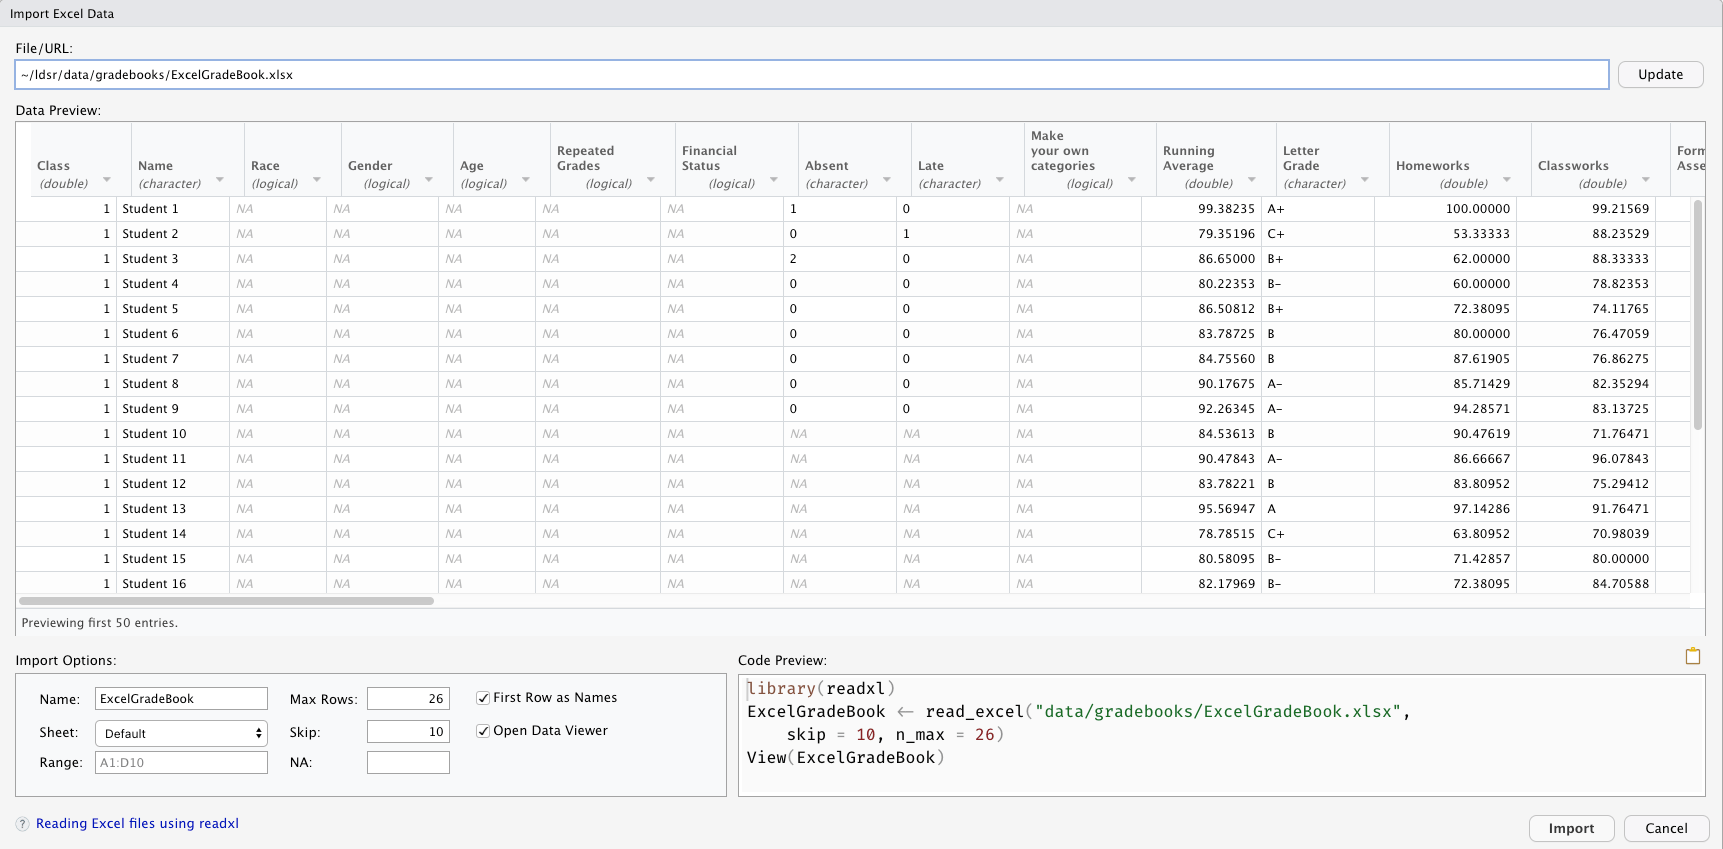 Import Excel Data
File/URL:
~/ldsr/data/gradebooks/ExcelGradeBook.xlsx
Update
Data Preview:
Class (double) Name (character) Race (logical) Gender (logical) Age (logical) Repeated Grades (logical) Financial Status (logical) Absent (character) Late (character) Make your own categories (logical) Running Average (double) Letter Grade (character) Homeworks (double) Classworks (double) Form Asse
1 Student 1 NA NA NA NA NA 1 0 NA 99.38235 A+ 100.00000 99.21569
1 Student 2 NA NA NA NA NA 0 1 NA 79.35196 C+ 53.33333 88.23529
1 Student 3 NA NA NA NA NA 2 0 NA 86.65000 B+ 62.00000 88.33333
1 Student 4 NA NA NA NA NA 0 0 NA 80.22353 B- 60.00000 78.82353
1 Student 5 NA NA NA NA NA 0 0 NA 86.50812 B+ 72.38095 74.11765
1 Student 6 NA NA NA NA NA 0 0 NA 83.78725 B 80.00000 76.47059
1 Student 7 NA NA NA NA NA 0 0 NA 84.75560 B 87.61905 76.86275
1 Student 8 NA NA NA NA NA 0 0 NA 90.17675 A- 85.71429 82.35294
1 Student 9 NA NA NA NA NA 0 0 NA 92.26345 A- 94.28571 83.13725
1 Student 10 NA NA NA NA NA NA NA NA 84.53613 B 90.47619 71.76471
1 Student 11 NA NA NA NA NA NA NA NA 90.47843 A- 86.66667 96.07843
1 Student 12 NA NA NA NA NA NA NA NA 83.78221 B 83.80952 75.29412
1 Student 13 NA NA NA NA NA NA NA NA 95.56947 A 97.14286 91.76471
1 Student 14 NA NA NA NA NA NA NA NA 78.78515 C+ 63.80952 70.98039
1 Student 15 NA NA NA NA NA NA NA NA 80.58095 B- 71.42857 80.00000
1 Student 16 NA NA NA NA NA NA NA NA 82.17969 B- 72.38095 84.70588
Previewing first 50 entries.
Import Options:
Name: ExcelGradeBook Max Rows: 26 First Row as Names
Sheet: Default Skip: 10 Open Data Viewer
Range: A1:D10 NA:
Code Preview:
library(readxl)
ExcelGradeBook <- read_excel("data/gradebooks/ExcelGradeBook.xlsx",
skip = 10, n_max = 26)
View(ExcelGradeBook)
? Reading Excel files using readxl
Import Cancel